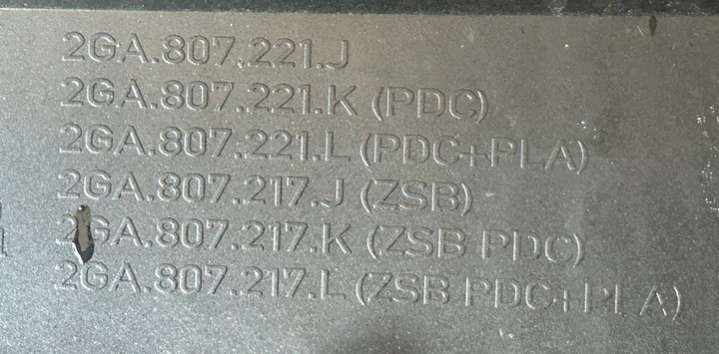 2GA.807.221.J
2GA.807.221.K (PDC)
2GA.807.221.L (PDC+PLA)
2GA.807.217.J (ZSB)
2GA.807.217.K (ZSB PDC)
2GA.807.217.L (ZSB PDC+PLA)